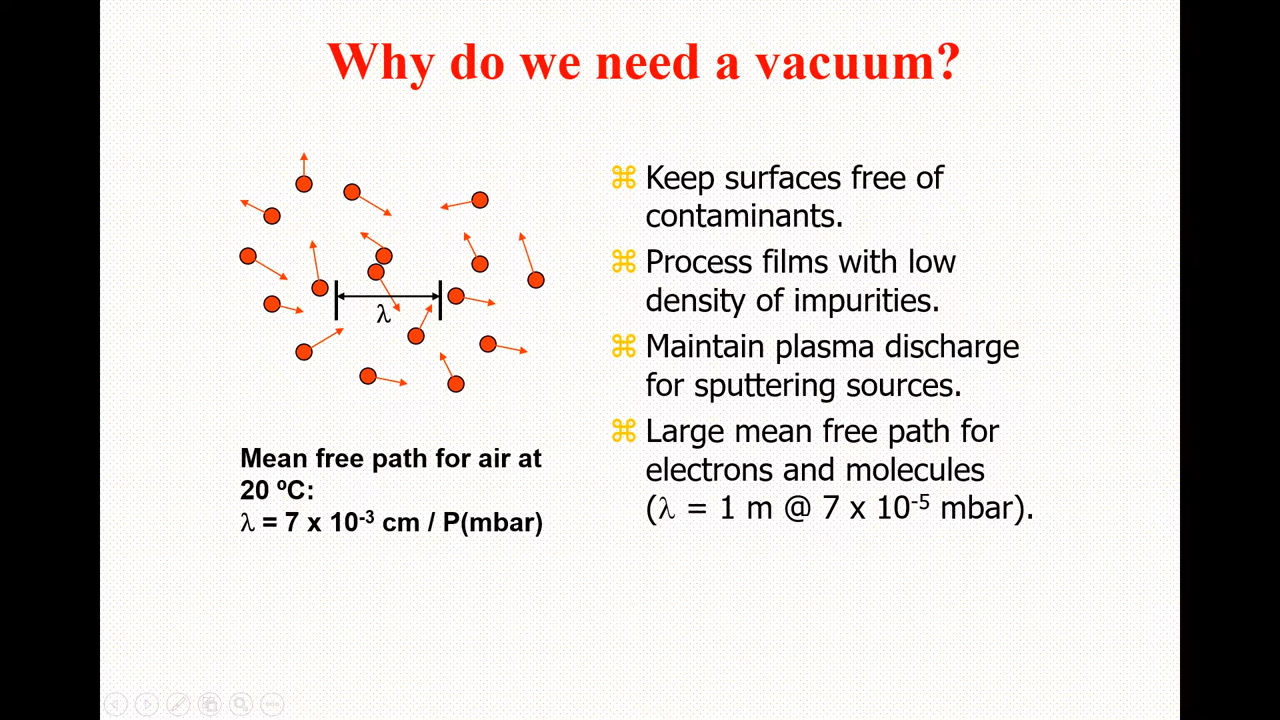 Why do we need a vacuum?
λ
Mean free path for air at
20 ºC:
λ = 7 x 10⁻³ cm / P(mbar)
⌘ Keep surfaces free of
contaminants.
⌘ Process films with low
density of impurities.
⌘ Maintain plasma discharge
for sputtering sources.
⌘ Large mean free path for
electrons and molecules
(λ = 1 m @ 7 x 10⁻⁵ mbar).